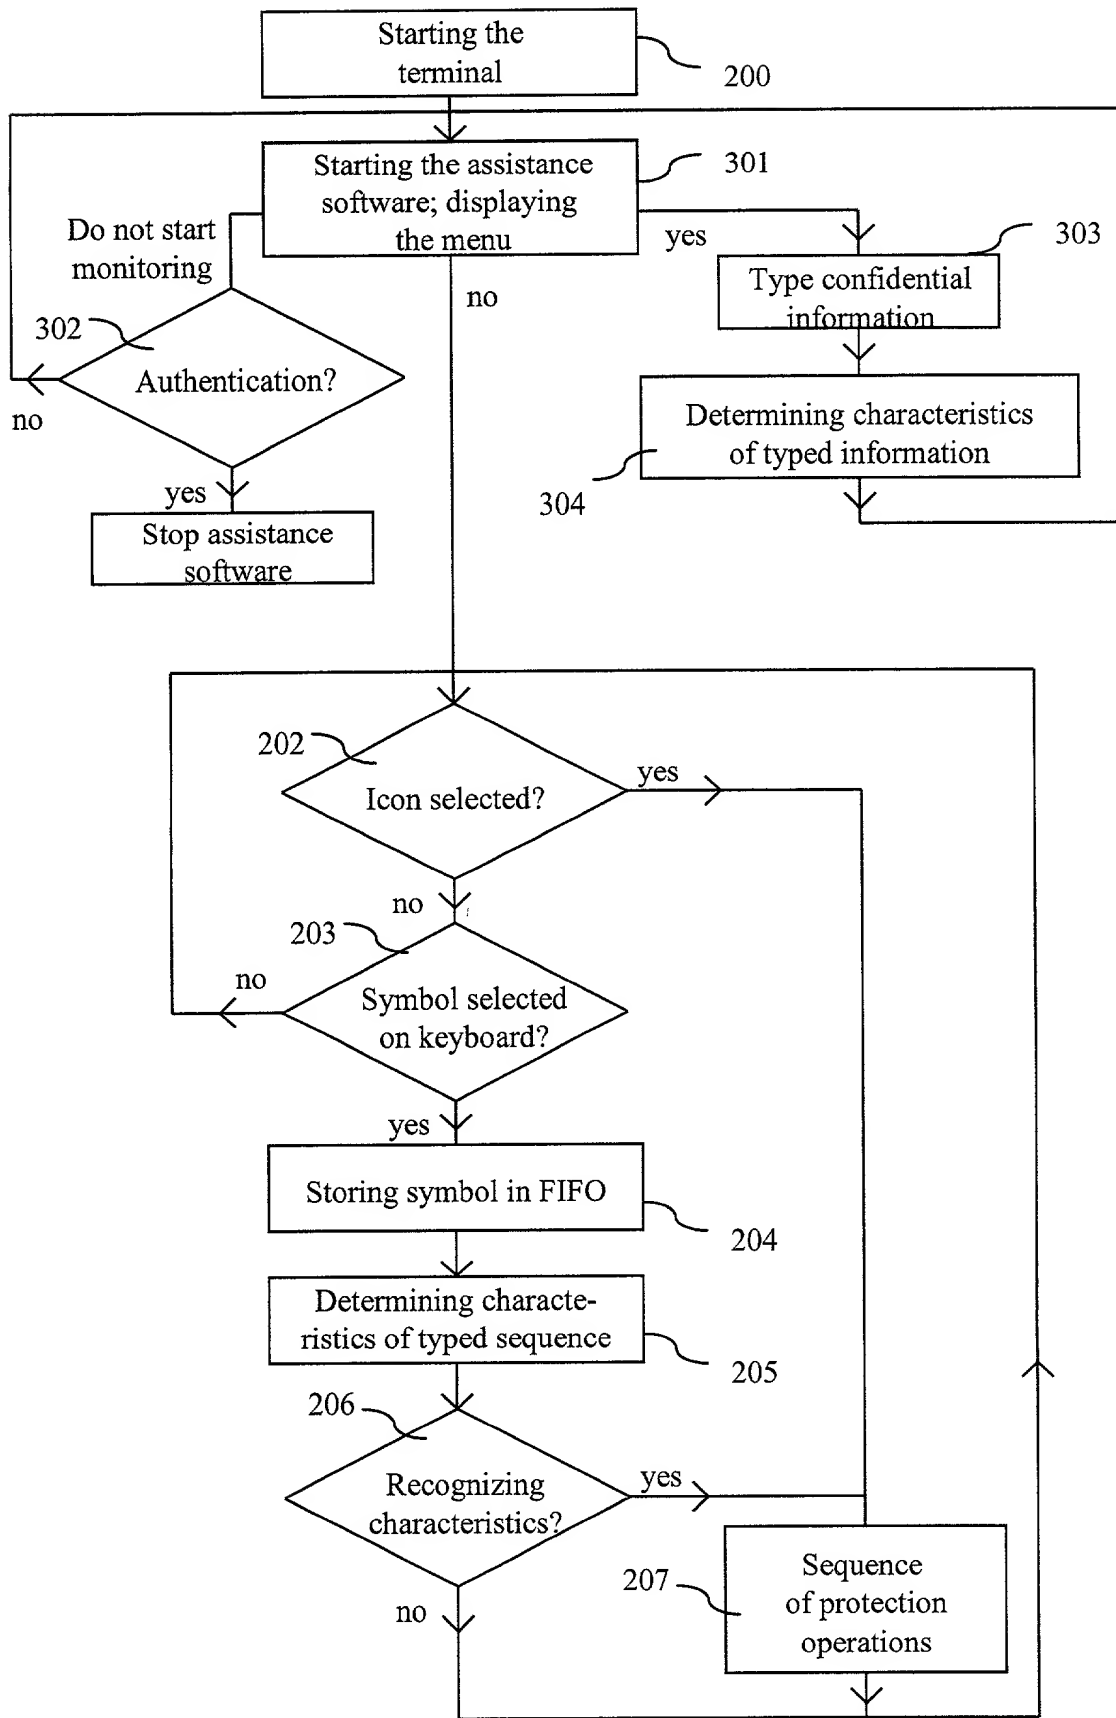 Starting the
terminal
200
Starting the assistance
software; displaying
the menu
301
Do not start
monitoring
yes
303
no
Type confidential
information
302
Authentication?
no
Determining characteristics
of typed information
304
yes
Stop assistance
software
202
Icon selected?
yes
no
203
no
Symbol selected
on keyboard?
yes
Storing symbol in FIFO
204
Determining characte-
ristics of typed sequence
205
206
Recognizing
characteristics?
yes
no
207
Sequence
of protection
operations